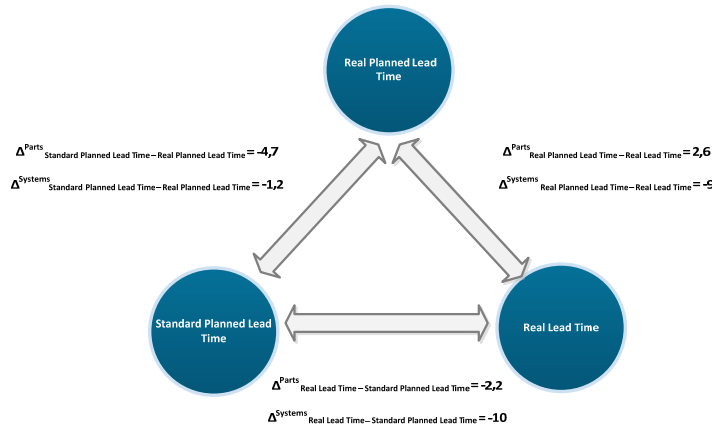 Real Planned Lead
Time
Δ^Parts Standard Planned Lead Time – Real Planned Lead Time = -4,7
Δ^Parts Real Planned Lead Time – Real Lead Time = 2,6
Δ^Systems Standard Planned Lead Time – Real Planned Lead Time = -1,2
Δ^Systems Real Planned Lead Time – Real Lead Time = -9
Standard Planned Lead
Time
Real Lead Time
Δ^Parts Real Lead Time – Standard Planned Lead Time = -2,2
Δ^Systems Real Lead Time – Standard Planned Lead Time = -10